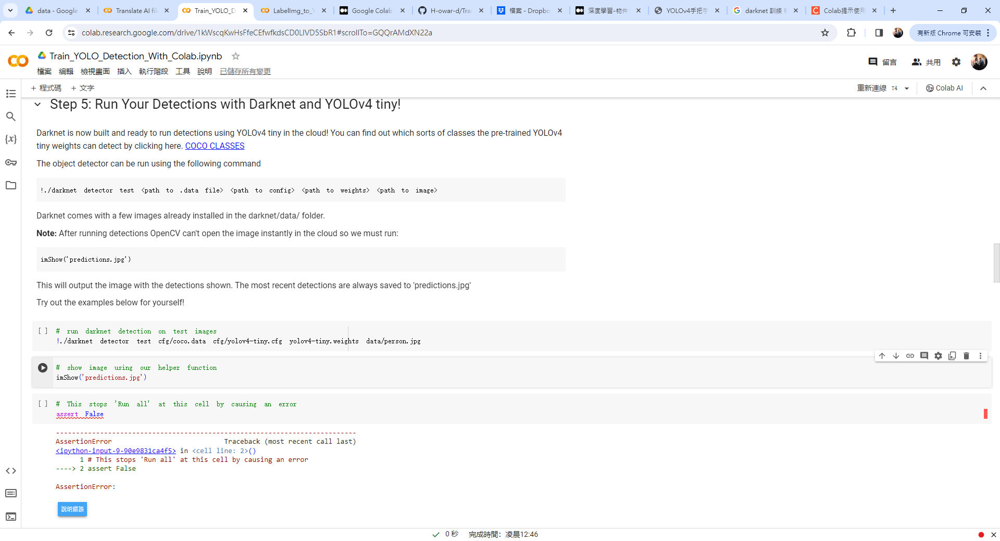 data - Google
Translate AI fil
Train_YOLO_D
LabelImg_to_Y
Google Colab
H-owar-d/Trai
檔案 - Dropbo
深度學習-物件
YOLOv4手把手
darknet 訓練
Colab提示使用
colab.research.google.com/drive/1kWscqKwHsFfeCEfwfkdsCD0LIVD5SbR1#scrollTo=GQQrAMdXN22a
有新版 Chrome 可安裝
Train_YOLO_Detection_With_Colab.ipynb
檔案 編輯 檢視畫面 插入 執行階段 工具 說明 已儲存所有變更
留言 共用
+ 程式碼 + 文字
重新連線 T4
Colab AI
Step 5: Run Your Detections with Darknet and YOLOv4 tiny!
Darknet is now built and ready to run detections using YOLOv4 tiny in the cloud! You can find out which sorts of classes the pre-trained YOLOv4
tiny weights can detect by clicking here. COCO CLASSES
The object detector can be run using the following command
!./darknet detector test <path to .data file> <path to config> <path to weights> <path to image>
Darknet comes with a few images already installed in the darknet/data/ folder.
Note: After running detections OpenCV can't open the image instantly in the cloud so we must run:
imShow('predictions.jpg')
This will output the image with the detections shown. The most recent detections are always saved to 'predictions.jpg'
Try out the examples below for yourself!
[ ] # run darknet detection on test images
!./darknet detector test cfg/coco.data cfg/yolov4-tiny.cfg yolov4-tiny.weights data/person.jpg
# show image using our helper function
imShow('predictions.jpg')
[ ] # This stops 'Run all' at this cell by causing an error
assert False
---------------------------------------------------------------------------
AssertionError Traceback (most recent call last)
<ipython-input-9-90e9831ca4f5> in <cell line: 2>()
1 # This stops 'Run all' at this cell by causing an error
----> 2 assert False
AssertionError:
說明錯誤
0 秒 完成時間：凌晨12:46